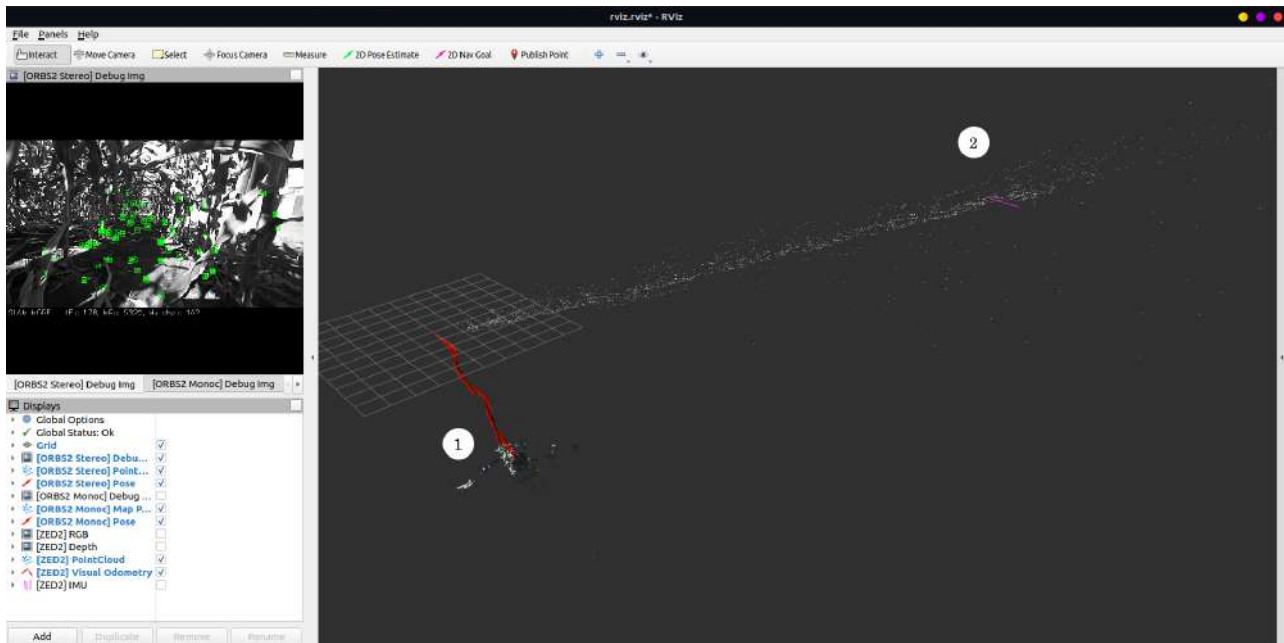 rviz.rviz* - RViz
File Panels Help
Interact Move Camera Select Focus Camera Measure 2D Pose Estimate 2D Nav Goal Publish Point
[ORBS2 Stereo] Debug Img
2
[ORBS2 Stereo] Debug Img [ORBS2 Monoc] Debug Img
Displays
Global Options
Global Status: Ok
Grid
[ORBS2 Stereo] Debu...
[ORBS2 Stereo] Point...
[ORBS2 Stereo] Pose
[ORBS2 Monoc] Debug ...
[ORBS2 Monoc] Map P...
[ORBS2 Monoc] Pose
[ZED2] RGB
[ZED2] Depth
[ZED2] PointCloud
[ZED2] Visual Odometry
[ZED2] IMU
1
Add Duplicate Remove Rename